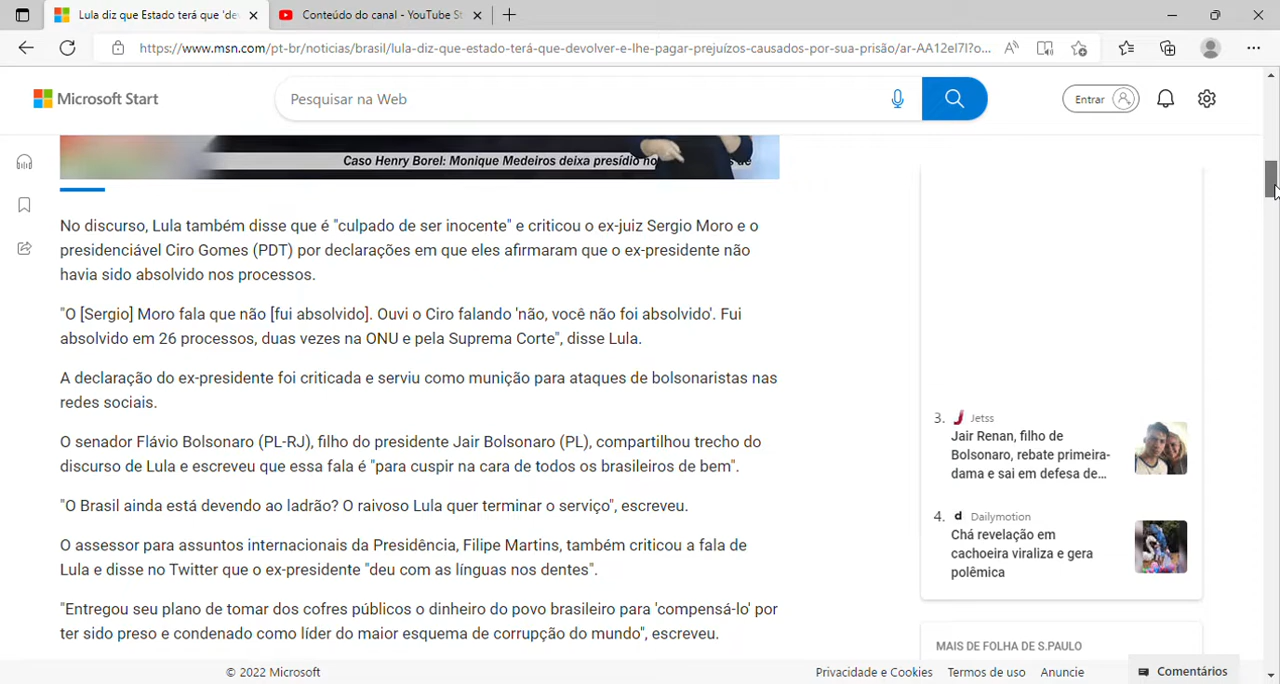 Lula diz que Estado terá que 'de
Conteúdo do canal - YouTube St
https://www.msn.com/pt-br/noticias/brasil/lula-diz-que-estado-terá-que-devolver-e-lhe-pagar-prejuízos-causados-por-sua-prisão/ar-AA12el7I?o...
Microsoft Start
Pesquisar na Web
Entrar
Caso Henry Borel: Monique Medeiros deixa presídio no
de
No discurso, Lula também disse que é "culpado de ser inocente" e criticou o ex-juiz Sergio Moro e o
presidenciável Ciro Gomes (PDT) por declarações em que eles afirmaram que o ex-presidente não
havia sido absolvido nos processos.
"O [Sergio] Moro fala que não [fui absolvido]. Ouvi o Ciro falando 'não, você não foi absolvido'. Fui
absolvido em 26 processos, duas vezes na ONU e pela Suprema Corte", disse Lula.
A declaração do ex-presidente foi criticada e serviu como munição para ataques de bolsonaristas nas
redes sociais.
O senador Flávio Bolsonaro (PL-RJ), filho do presidente Jair Bolsonaro (PL), compartilhou trecho do
discurso de Lula e escreveu que essa fala é "para cuspir na cara de todos os brasileiros de bem".
"O Brasil ainda está devendo ao ladrão? O raivoso Lula quer terminar o serviço", escreveu.
O assessor para assuntos internacionais da Presidência, Filipe Martins, também criticou a fala de
Lula e disse no Twitter que o ex-presidente "deu com as línguas nos dentes".
"Entregou seu plano de tomar dos cofres públicos o dinheiro do povo brasileiro para 'compensá-lo' por
ter sido preso e condenado como líder do maior esquema de corrupção do mundo", escreveu.
3. Jetss
Jair Renan, filho de
Bolsonaro, rebate primeira-
dama e sai em defesa de...
4. d Dailymotion
Chá revelação em
cachoeira viraliza e gera
polêmica
MAIS DE FOLHA DE S.PAULO
© 2022 Microsoft
Privacidade e Cookies
Termos de uso
Anuncie
Comentários